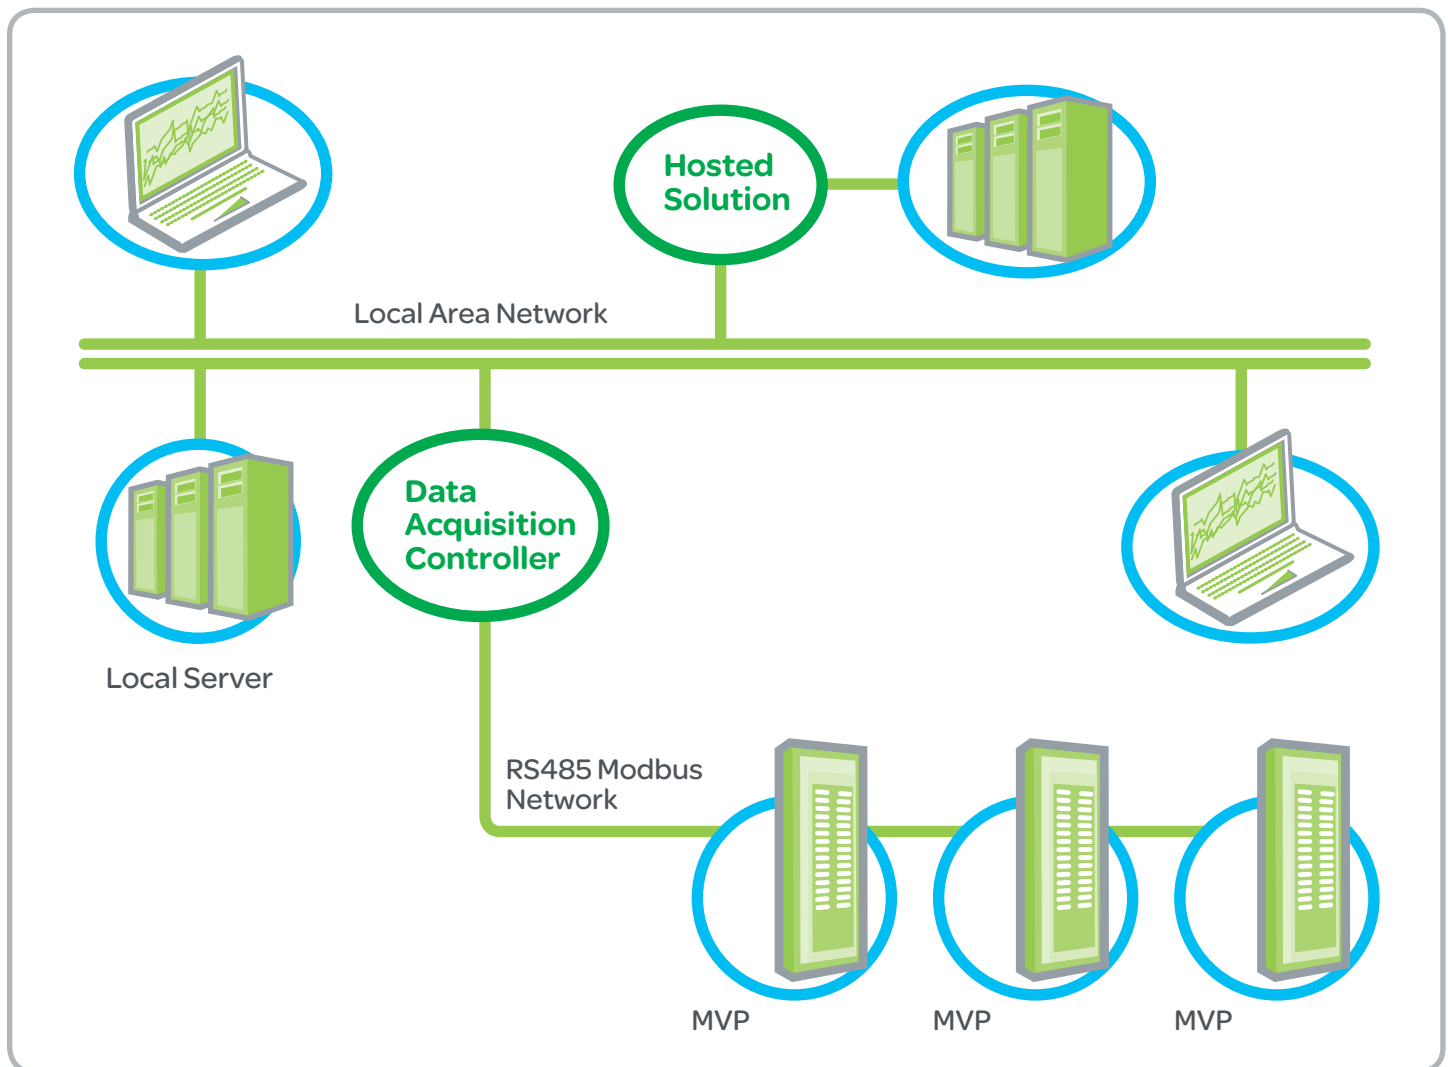 Hosted
Solution
Local Area Network
Data
Acquisition
Controller
Local Server
RS485 Modbus
Network
MVP
MVP
MVP